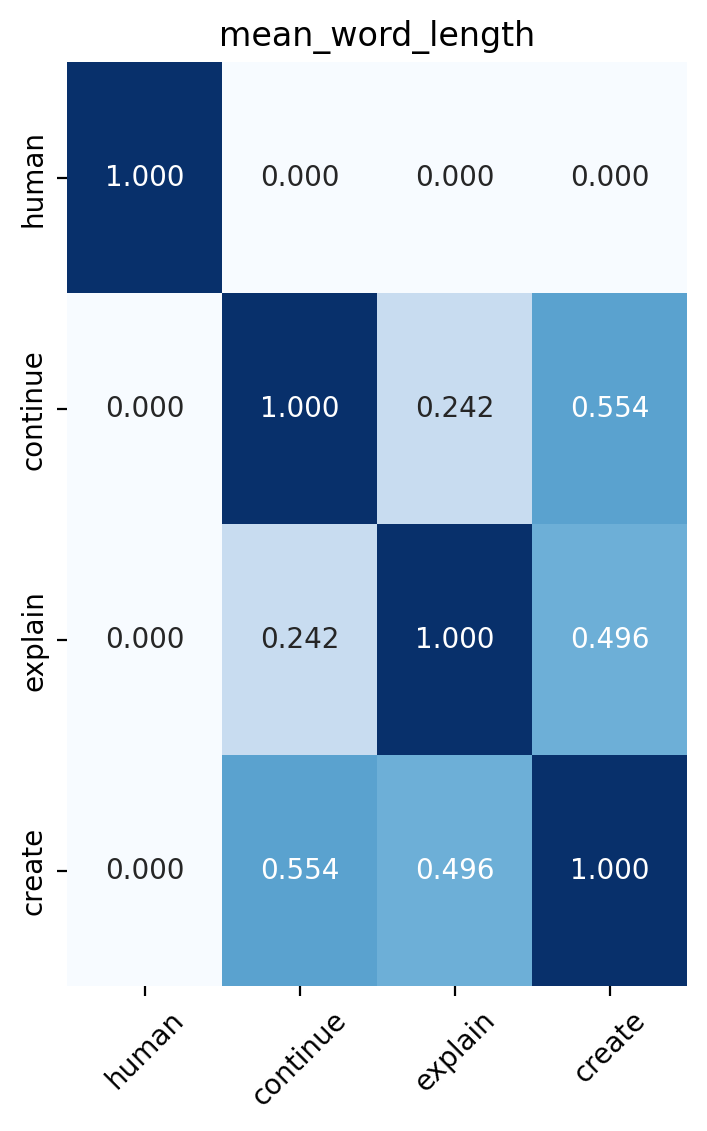 mean_word_length
human
1.000 0.000 0.000 0.000
continue
0.000 1.000 0.242 0.554
explain
0.000 0.242 1.000 0.496
create
0.000 0.554 0.496 1.000
human continue explain create